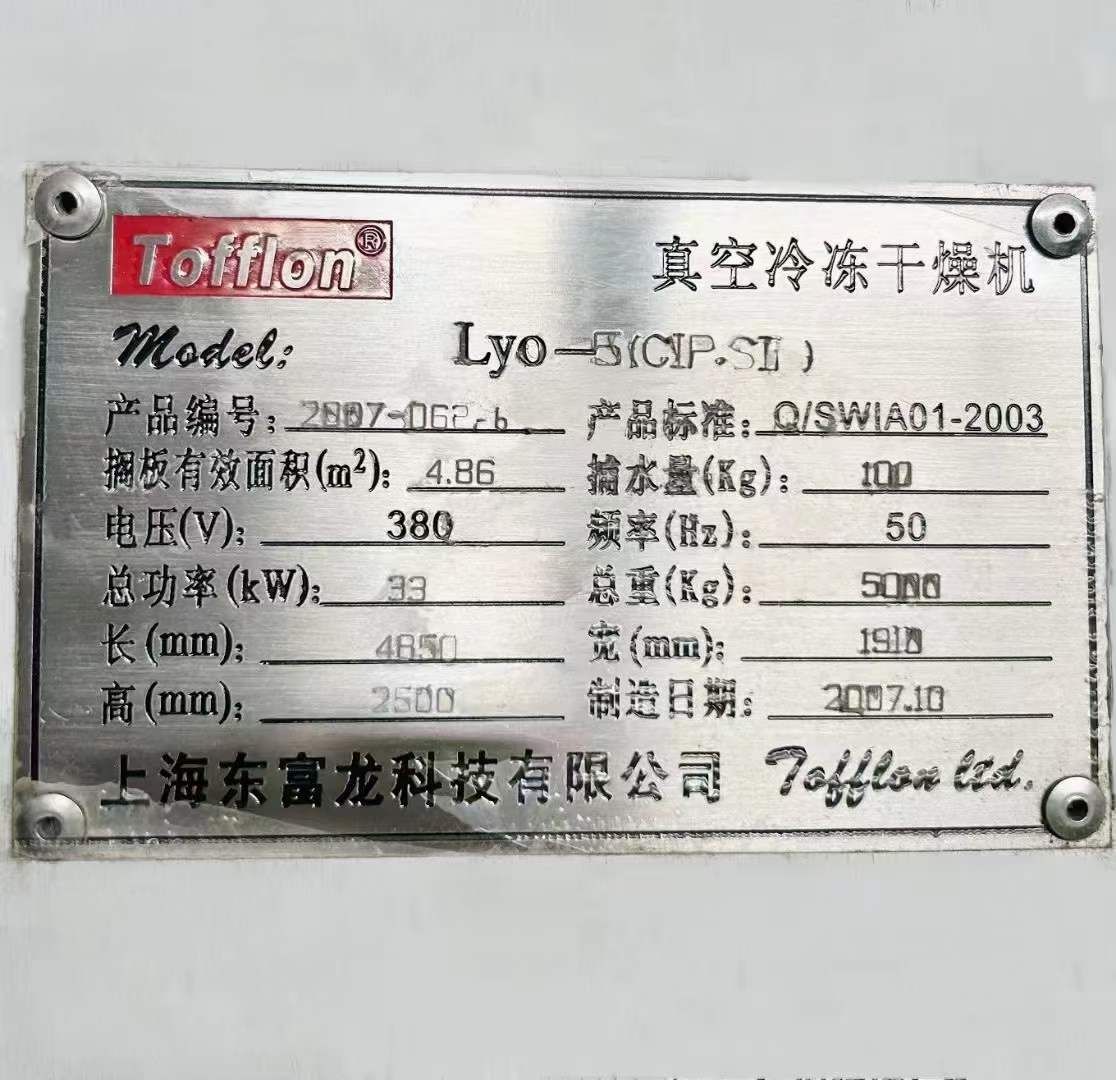 Tofflon®
真空冷冻干燥机
Model: Lyo-5(CIP.SI )
产品编号: 2007-062-b 产品标准: Q/SWIA01-2003
搁板有效面积(m²): 4.86 捕水量(Kg): 100
电压(V): 380 频率(Hz): 50
总功率(kW): 33 总重(Kg): 5000
长(mm): 4850 宽(mm): 1910
高(mm): 2500 制造日期: 2007.10
上海东富龙科技有限公司 Tofflon ltd.